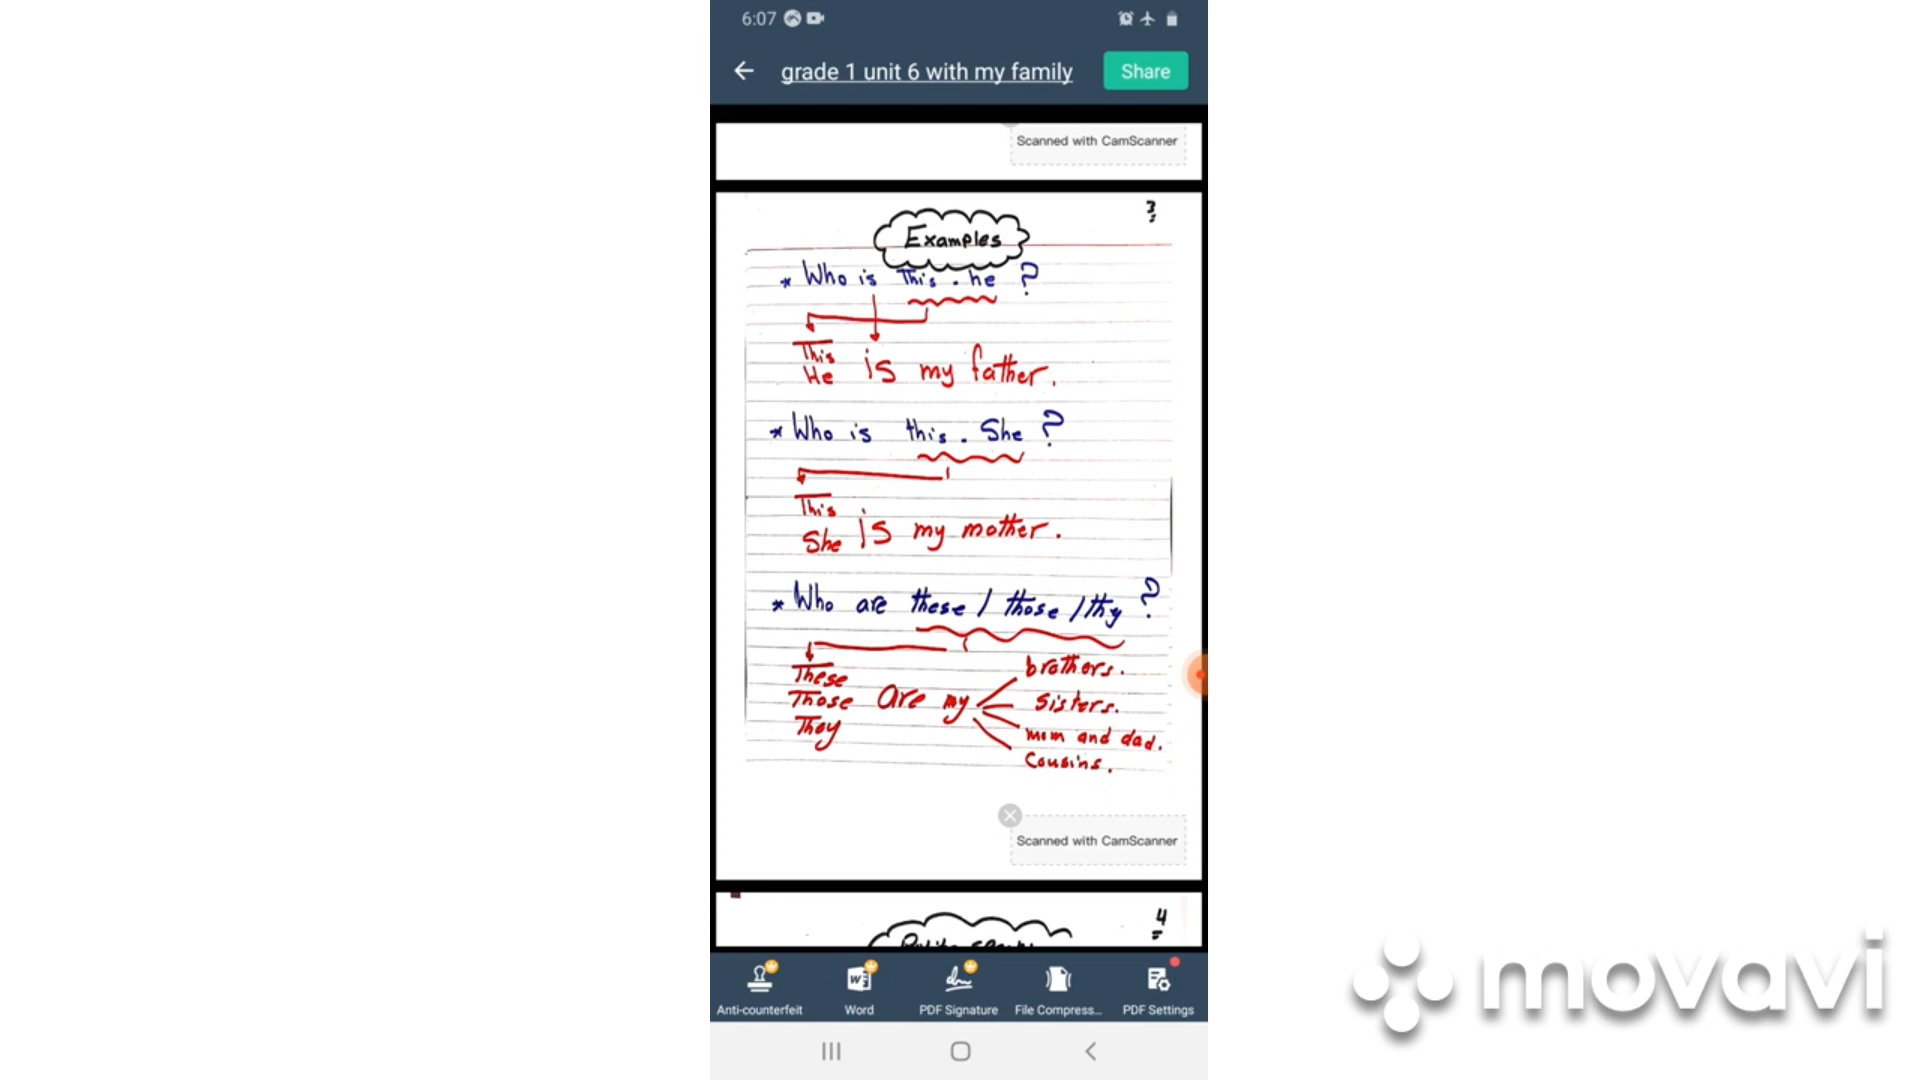 6:07
grade 1 unit 6 with my family
Share
Scanned with CamScanner
3
Examples
* Who is This . he ?
This
He is my father.
* Who is this . She ?
This
She is my mother.
* Who are these / those / thy ?
These
Those
They
are my
brothers.
Sisters.
mom and dad.
Cousins.
Scanned with CamScanner
4
Anti-counterfeit
Word
PDF Signature
File Compress...
PDF Settings
movavi